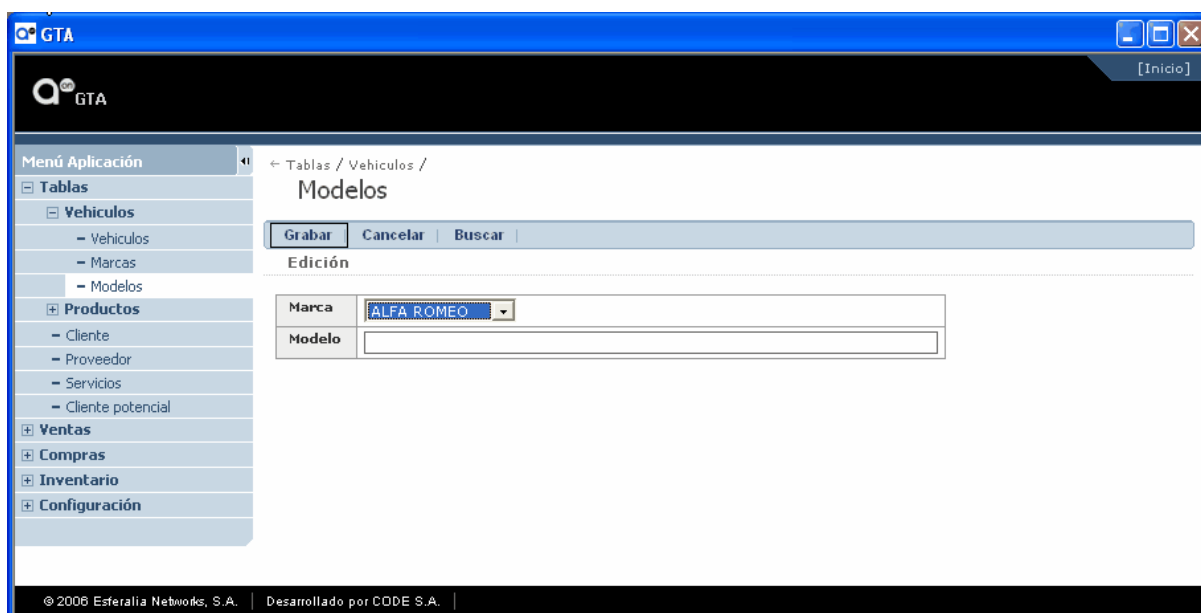 GTA
[Inicio]
Qon GTA
Menú Aplicación
Tablas
Vehiculos
Vehiculos
Marcas
Modelos
Productos
Cliente
Proveedor
Servicios
Cliente potencial
Ventas
Compras
Inventario
Configuración
← Tablas / Vehiculos /
Modelos
Grabar | Cancelar | Buscar |
Edición
Marca ALFA ROMEO
Modelo
© 2006 Esferalia Networks, S.A. | Desarrollado por CODE S.A. |